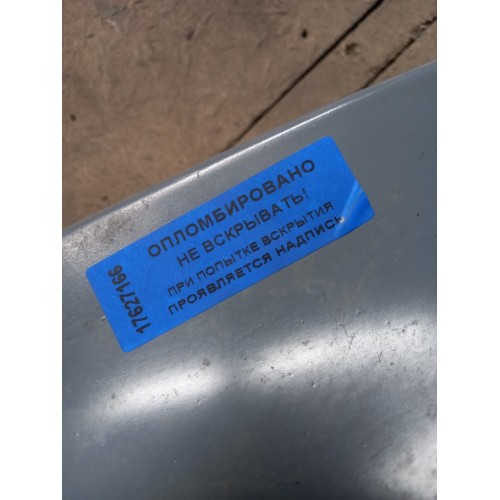 ОПЛОМБИРОВАНО
НЕ ВСКРЫВАТЬ!
ПРИ ПОПЫТКЕ ВСКРЫТИЯ
ПРОЯВЛЯЕТСЯ НАДПИСЬ
17627166